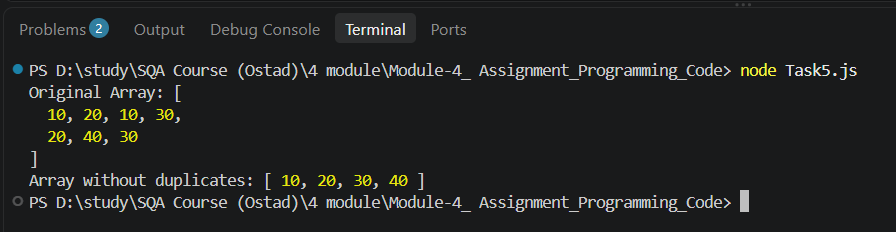 Problems 2 Output Debug Console Terminal Ports
PS D:\study\SQA Course (Ostad)\4 module\Module-4_ Assignment_Programming_Code> node Task5.js
Original Array: [
  10, 20, 10, 30,
  20, 40, 30
]
Array without duplicates: [ 10, 20, 30, 40 ]
PS D:\study\SQA Course (Ostad)\4 module\Module-4_ Assignment_Programming_Code>